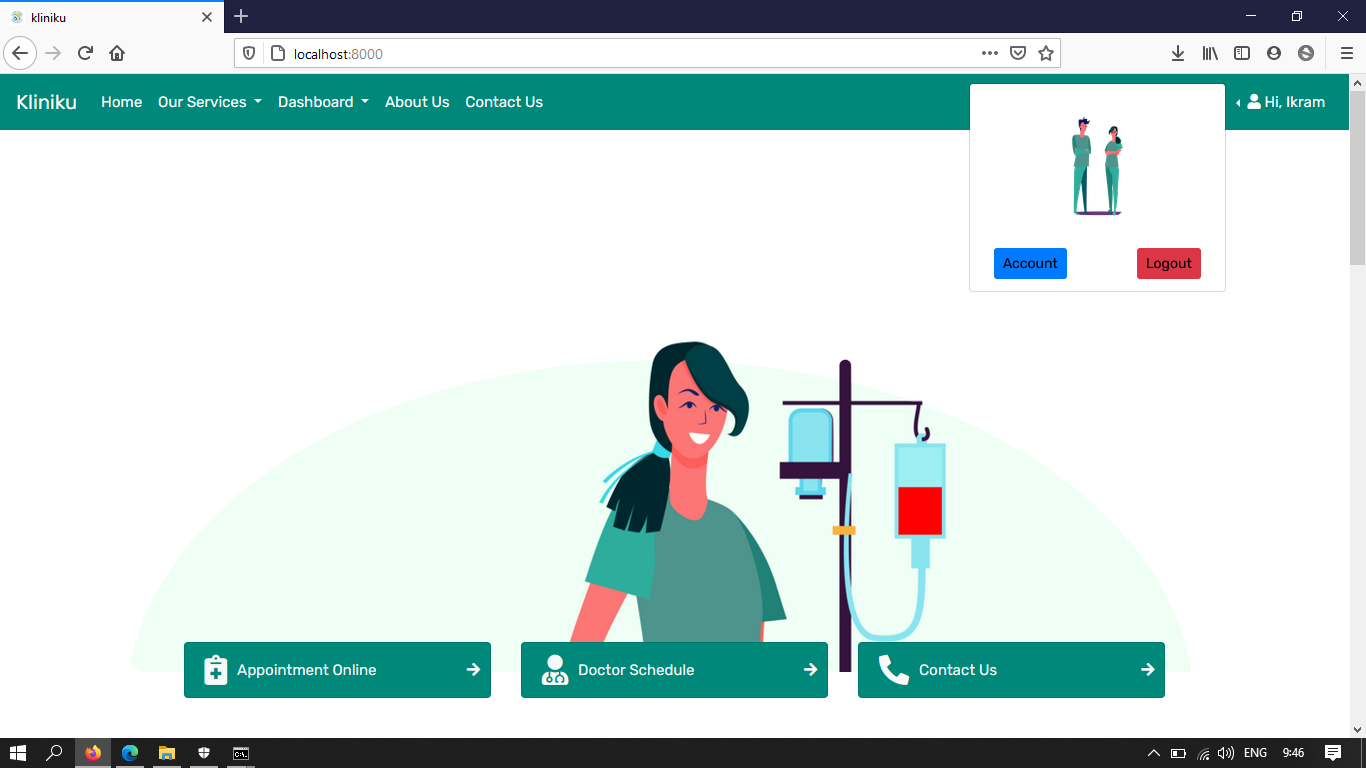 kliniku
localhost:8000
Kliniku Home Our Services Dashboard About Us Contact Us Hi, Ikram
Account Logout
Appointment Online Doctor Schedule Contact Us
ENG 9:46